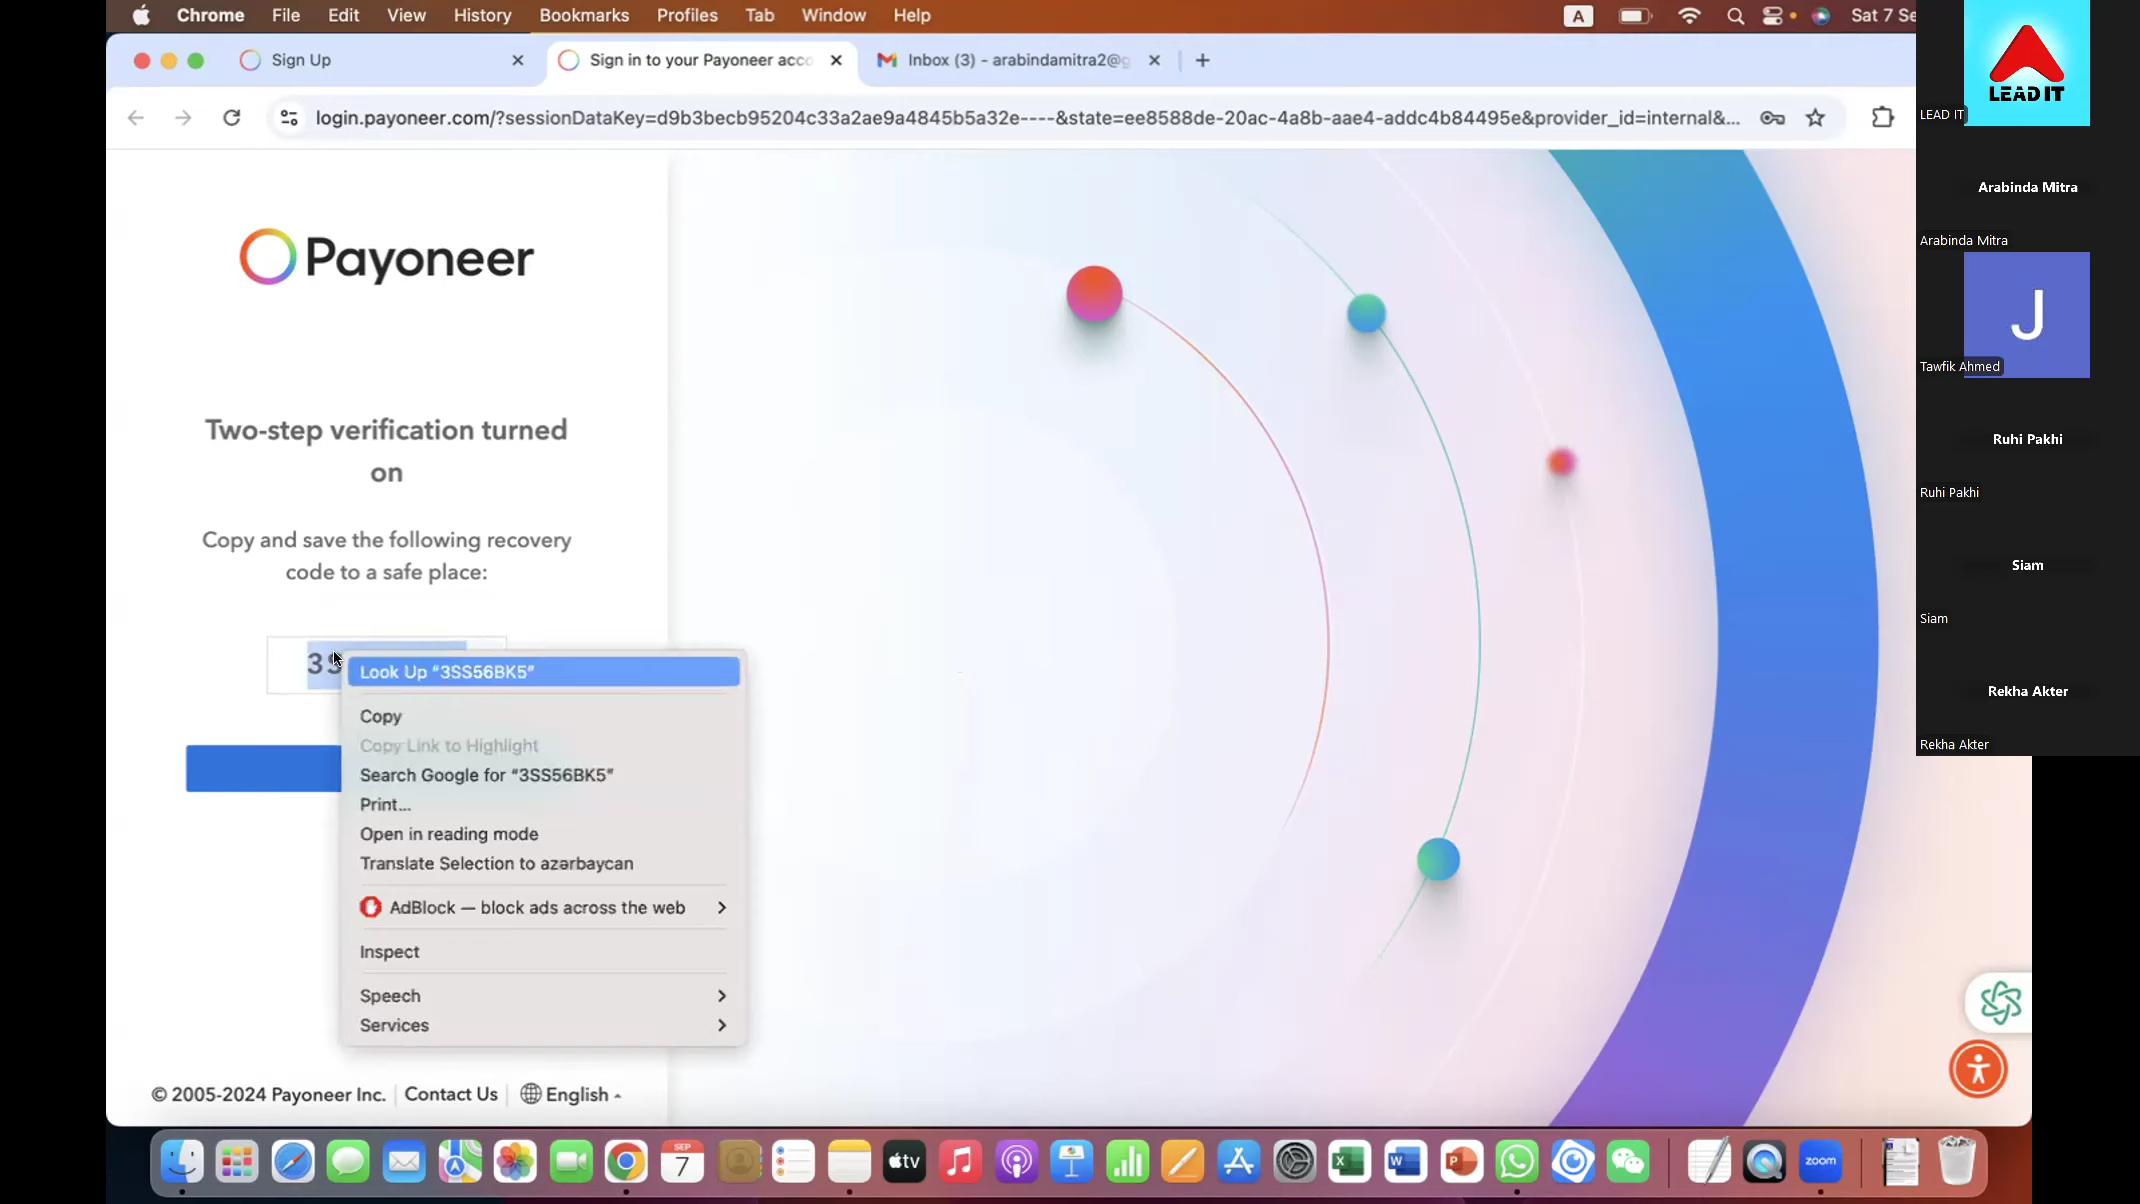 Chrome File Edit View History Bookmarks Profiles Tab Window Help
A
Sat 7 Se
Sign Up
Sign in to your Payoneer acco
Inbox (3) - arabindamitra2@g
login.payoneer.com/?sessionDataKey=d9b3becb95204c33a2ae9a4845b5a32e----&state=ee8588de-20ac-4a8b-aae4-addc4b84495e&provider_id=internal&...
Payoneer
Two-step verification turned
on
Copy and save the following recovery
code to a safe place:
3S
Look Up “3SS56BK5”
Copy
Copy Link to Highlight
Search Google for “3SS56BK5”
Print...
Open in reading mode
Translate Selection to azərbaycan
AdBlock — block ads across the web
Inspect
Speech
Services
© 2005-2024 Payoneer Inc. Contact Us English
LEAD IT
LEAD IT
Arabinda Mitra
Arabinda Mitra
J
Tawfik Ahmed
Ruhi Pakhi
Ruhi Pakhi
Siam
Siam
Rekha Akter
Rekha Akter
SEP
7
tv
X
W
P
zoom